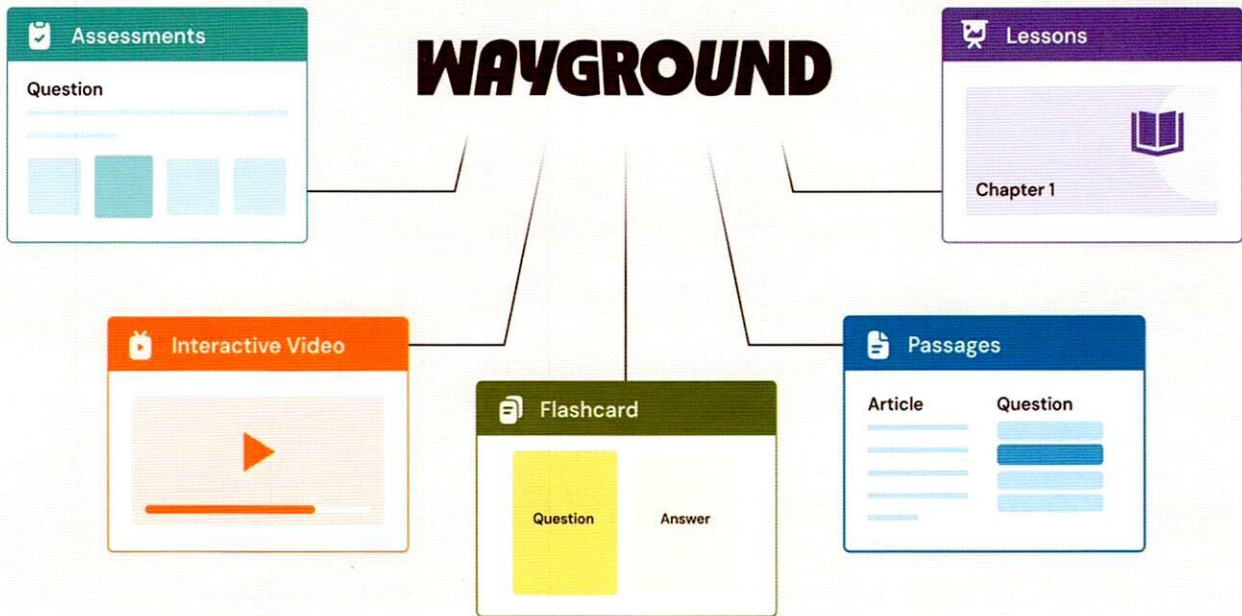 WAYGROUND
Assessments
Question
Lessons
Chapter 1
Interactive Video
Flashcard
Question
Answer
Passages
Article
Question